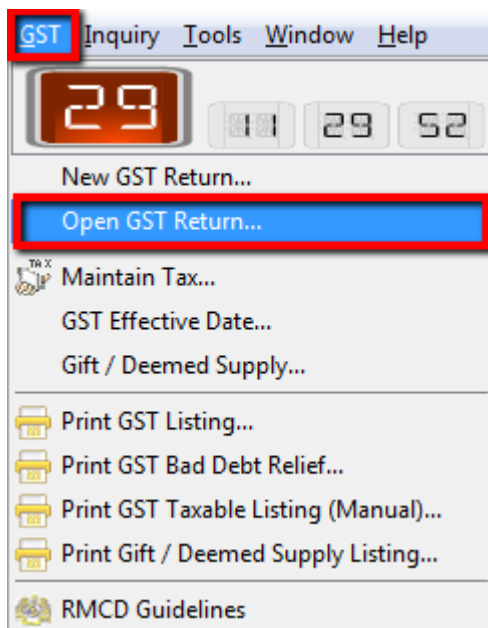 GST Inquiry Tools Window Help
29 11 29 52
New GST Return...
Open GST Return...
TAX
Maintain Tax...
GST Effective Date...
Gift / Deemed Supply...
Print GST Listing...
Print GST Bad Debt Relief...
Print GST Taxable Listing (Manual)...
Print Gift / Deemed Supply Listing...
RMCD Guidelines